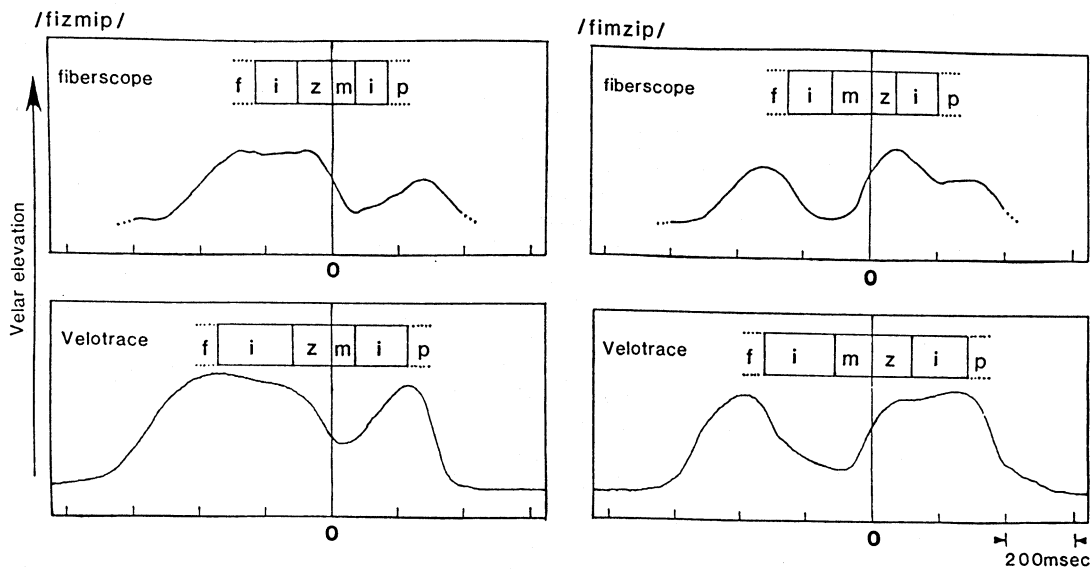 /fizmip/
fiberscope
f i z m i p
0
Velotrace
f i z m i p
0
Velar elevation
/fimzip/
fiberscope
f i m z i p
0
Velotrace
f i m z i p
0
200msec